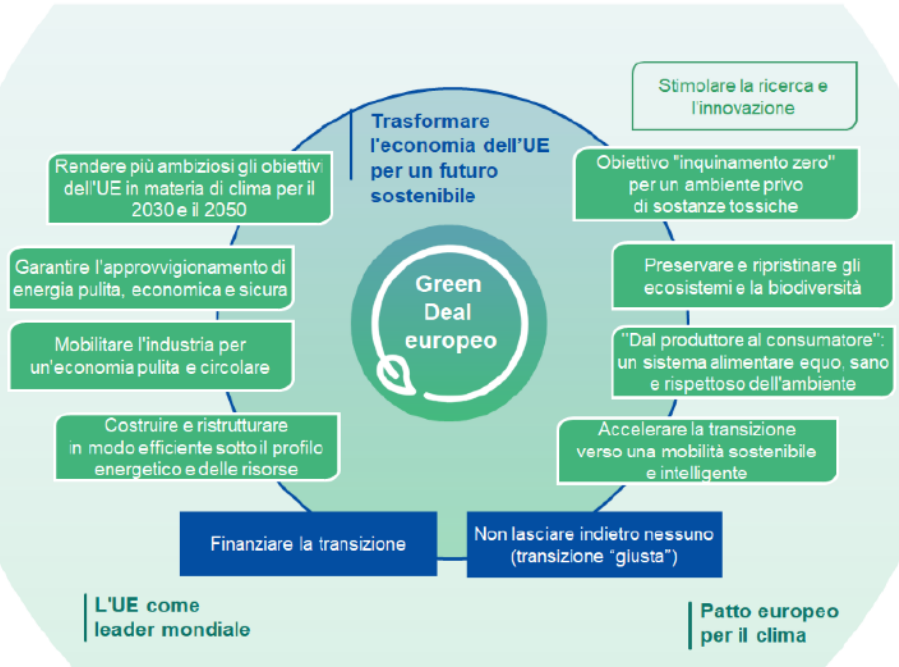 Stimolare la ricerca e
l'innovazione
Trasformare
l'economia dell'UE
per un futuro
sostenibile
Rendere più ambiziosi gli obiettivi
dell'UE in materia di clima per il
2030 e il 2050
Obiettivo "inquinamento zero"
per un ambiente privo
di sostanze tossiche
Garantire l'approvvigionamento di
energia pulita, economica e sicura
Green
Deal
europeo
Preservare e ripristinare gli
ecosistemi e la biodiversità
Mobilitare l'industria per
un'economia pulita e circolare
"Dal produttore al consumatore":
un sistema alimentare equo, sano
e rispettoso dell'ambiente
Costruire e ristrutturare
in modo efficiente sotto il profilo
energetico e delle risorse
Accelerare la transizione
verso una mobilità sostenibile
e intelligente
Finanziare la transizione
Non lasciare indietro nessuno
(transizione “giusta”)
L'UE come
leader mondiale
Patto europeo
per il clima